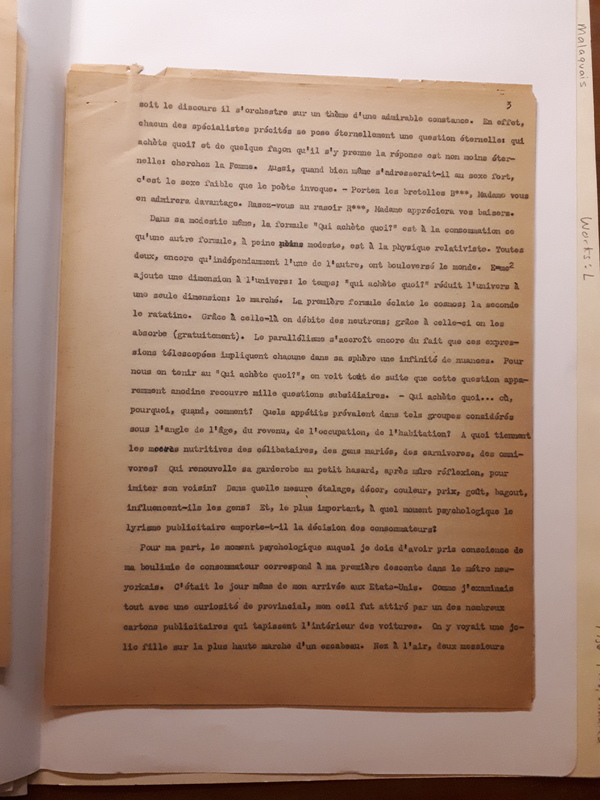 3
soit le discours il s'orchestre sur un thème d'une admirable constance. En effet,
chacun des spécialistes précités se pose éternellement une question éternelle: qui
achète quoi? et de quelque façon qu'il s'y prenne la réponse est non moins éter-
nelle: cherchez la Femme. Aussi, quand bien même s'adresserait-il au sexe fort,
c'est le sexe faible que le poète invoque. - Portez les bretelles B***, Madame vous
en admirera davantage. Rasez-vous au rasoir R***, Madame appréciera vos baisers.
Dans sa modestie même, la formule "Qui achète quoi?" est à la consommation ce
qu'une autre formule, à peine moins modeste, est à la physique relativiste. Toutes
deux, encore qu'indépendamment l'une de l'autre, ont bouleversé le monde. E=mc²
ajoute une dimension à l'univers: le temps; "qui achète quoi?" réduit l'univers à
une seule dimension: le marché. La première formule éclate le cosmos; la seconde
le ratatine. Grâce à celle-là on débite des neutrons; grâce à celle-ci on les
absorbe (gratuitement). Le parallélisme s'accroît encore du fait que ces expres-
sions télescopées impliquent chacune dans sa sphère une infinité de nuances. Pour
nous en tenir au "Qui achète quoi?", on voit tout de suite que cette question appa-
remment anodine recouvre mille questions subsidiaires. - Qui achète quoi... où,
pourquoi, quand, comment? Quels appétits prévalent dans tels groupes considérés
sous l'angle de l'âge, du revenu, de l'occupation, de l'habitation? A quoi tiennent
les moeurs nutritives des célibataires, des gens mariés, des carnivores, des omni-
vores? Qui renouvelle sa garderobe au petit hasard, après mûre réflexion, pour
imiter son voisin? Dans quelle mesure étalage, décor, couleur, prix, goût, bagout,
influencent-ils les gens? Et, le plus important, à quel moment psychologique le
lyrisme publicitaire emporte-t-il la décision des consommateurs?
Pour ma part, le moment psychologique auquel je dois d'avoir pris conscience de
ma boulimie de consommateur correspond à ma première descente dans le métro new-
yorkais. C'était le jour même de mon arrivée aux Etats-Unis. Comme j'examinais
tout avec une curiosité de provincial, mon oeil fut attiré par un des nombreux
cartons publicitaires qui tapissent l'intérieur des voitures. On y voyait une jo-
lie fille sur la plus haute marche d'un escabeau. Nez à l'air, deux messieurs
Malaquais
Works: L